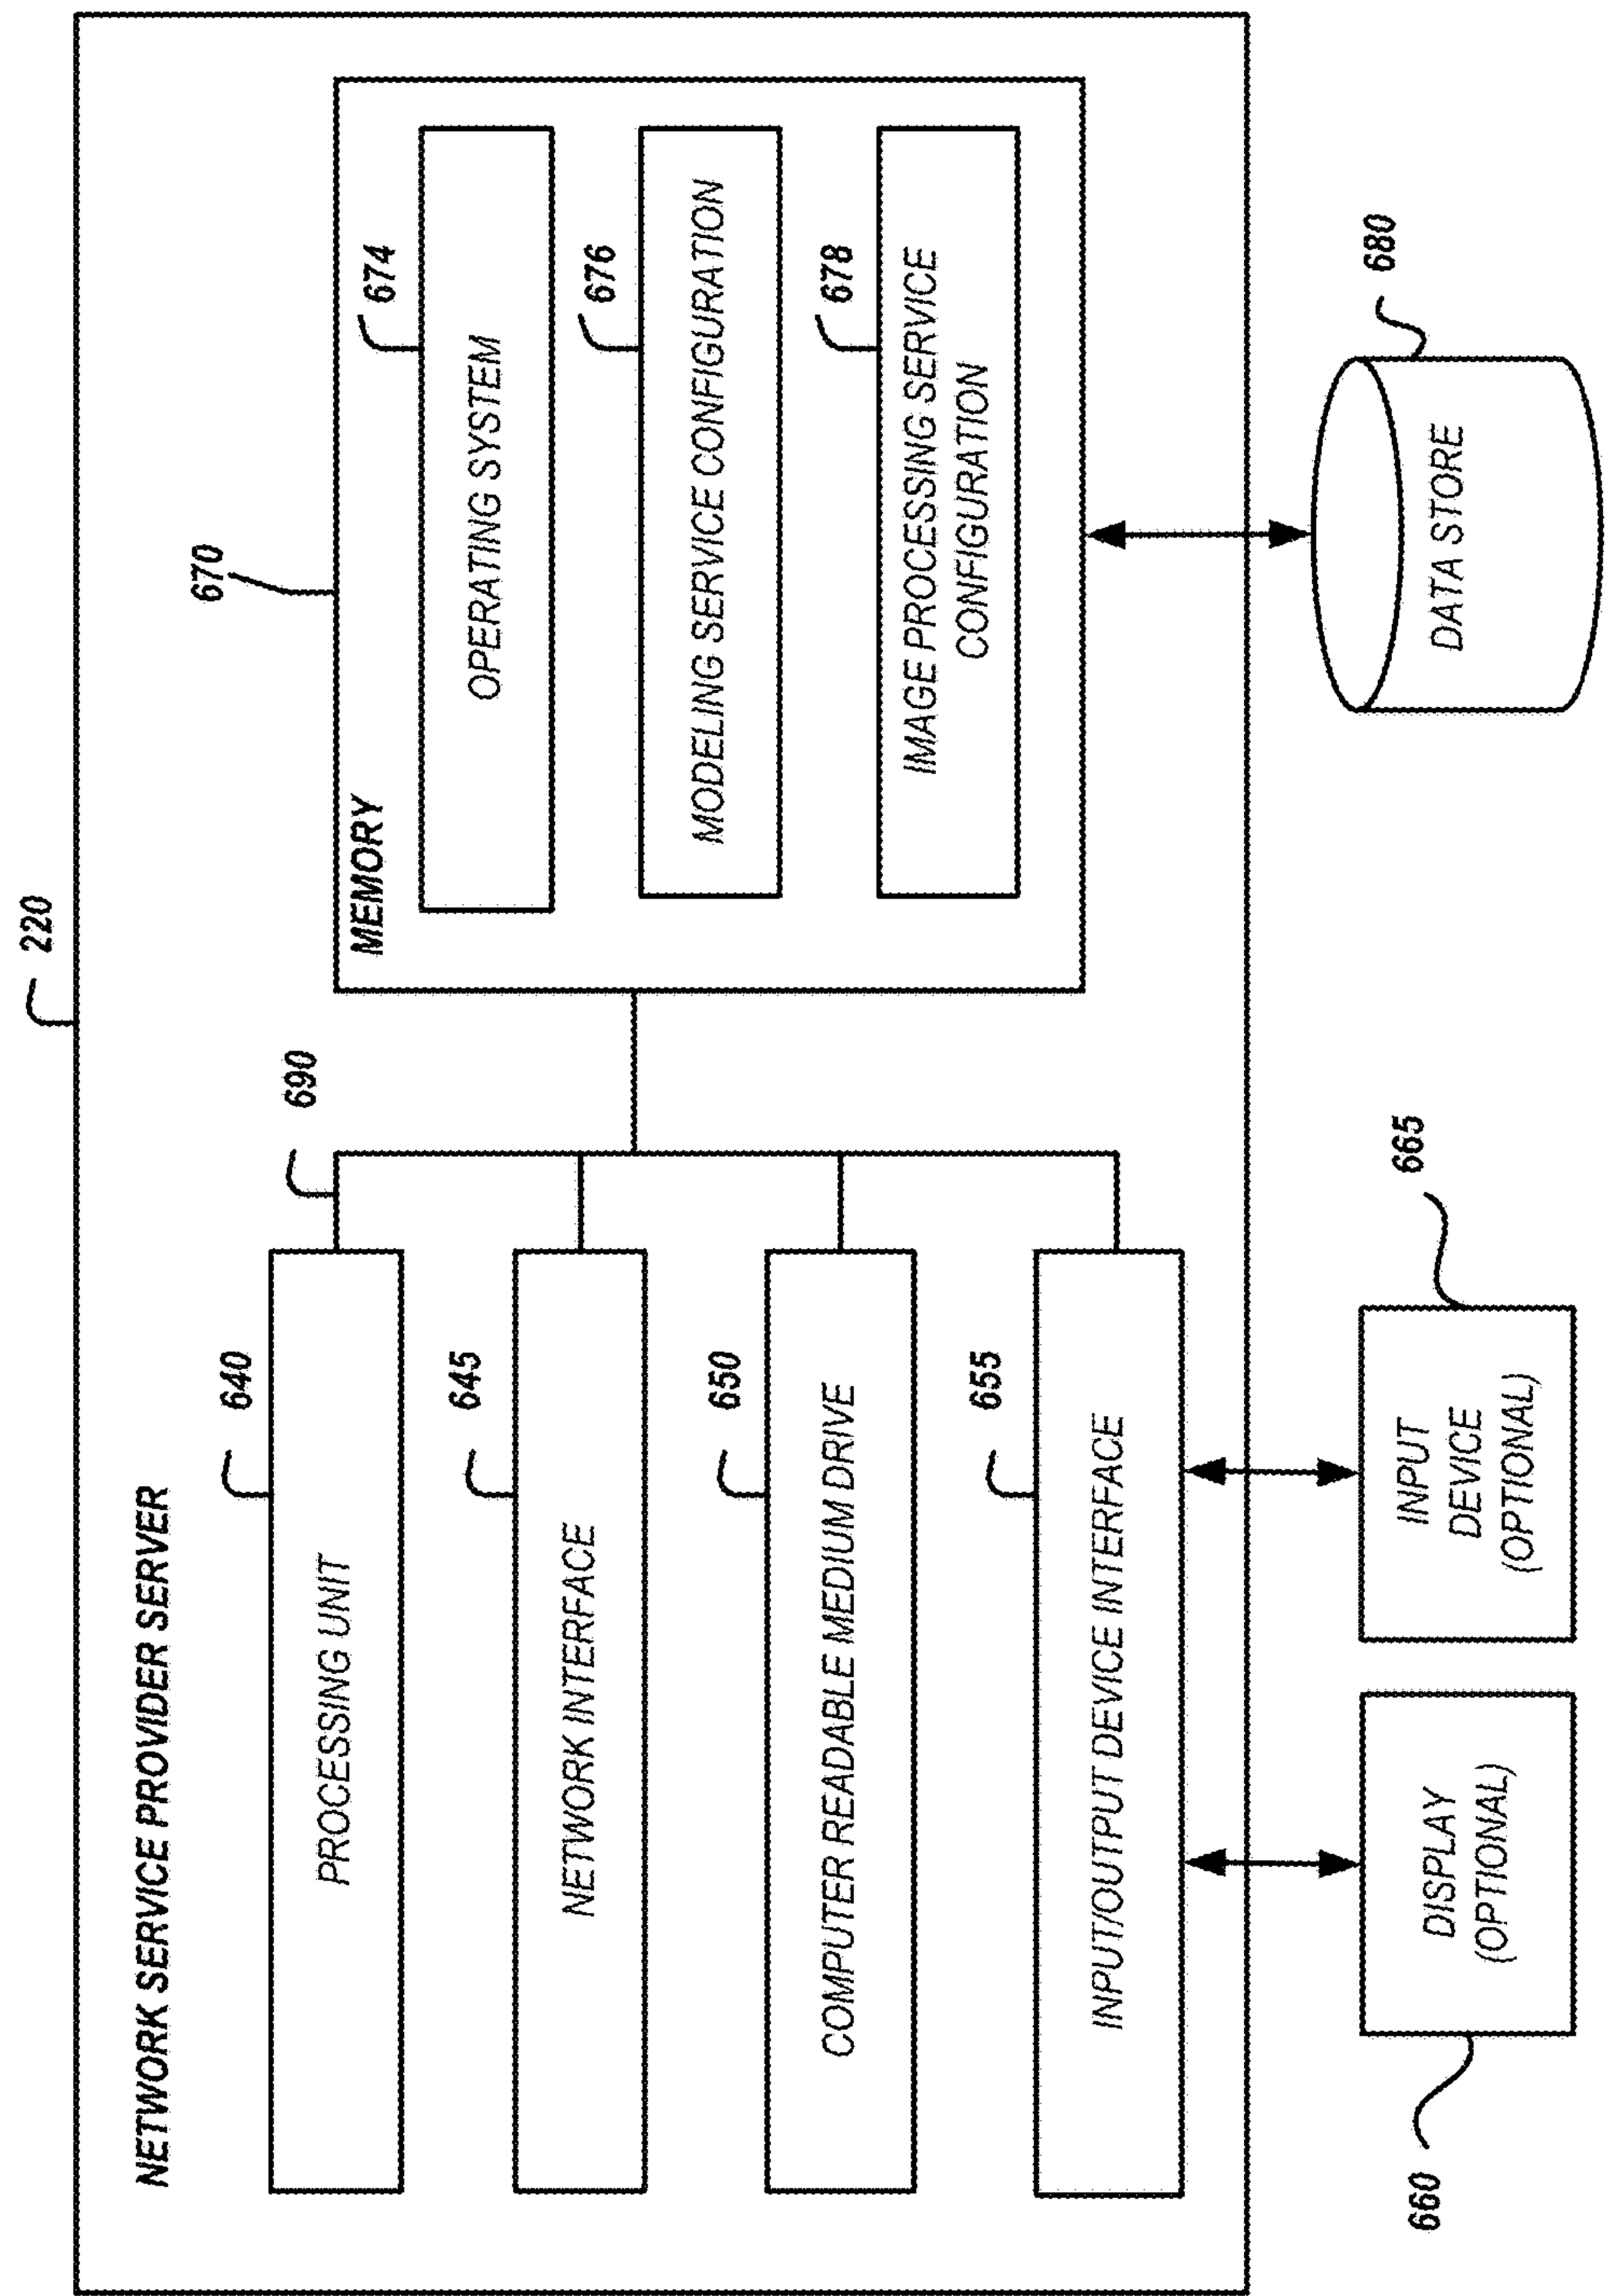 220
NETWORK SERVICE PROVIDER SERVER
640
PROCESSING UNIT
645
NETWORK INTERFACE
650
COMPUTER READABLE MEDIUM DRIVE
655
INPUT/OUTPUT DEVICE INTERFACE
690
670
MEMORY
674
OPERATING SYSTEM
676
MODELING SERVICE CONFIGURATION
678
IMAGE PROCESSING SERVICE
CONFIGURATION
660
DISPLAY
(OPTIONAL)
INPUT
DEVICE
(OPTIONAL)
665
DATA STORE
680